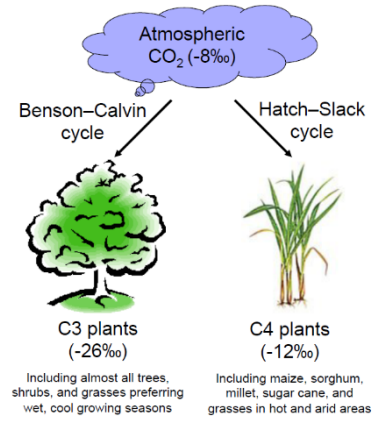 Atmospheric
CO₂ (-8‰)
Benson–Calvin
cycle
Hatch–Slack
cycle
C3 plants
(-26‰)
Including almost all trees,
shrubs, and grasses preferring
wet, cool growing seasons
C4 plants
(-12‰)
Including maize, sorghum,
millet, sugar cane, and
grasses in hot and arid areas